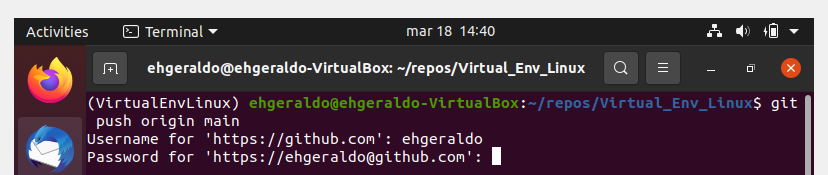 Activities Terminal mar 18 14:40
ehgeraldo@ehgeraldo-VirtualBox: ~/repos/Virtual_Env_Linux
(VirtualEnvLinux) ehgeraldo@ehgeraldo-VirtualBox:~/repos/Virtual_Env_Linux$ git
push origin main
Username for 'https://github.com': ehgeraldo
Password for 'https://ehgeraldo@github.com':